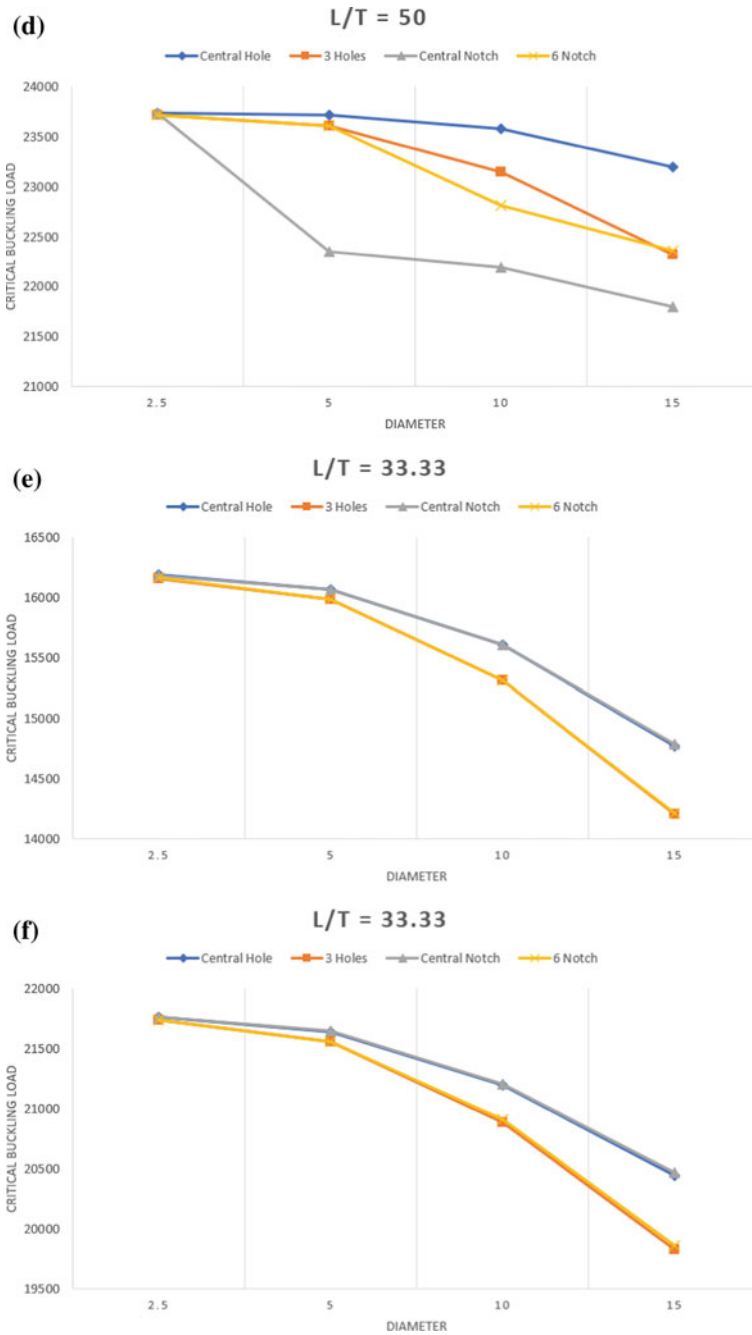 (d)
L/T = 50
Central Hole 3 Holes Central Notch 6 Notch
24000
23500
23000
22500
22000
21500
21000
CRITICAL BUCKLING LOAD
2.5 5 10 15
DIAMETER
(e)
L/T = 33.33
Central Hole 3 Holes Central Notch 6 Notch
16500
16000
15500
15000
14500
14000
CRITICAL BUCKLING LOAD
2.5 5 10 15
DIAMETER
(f)
L/T = 33.33
Central Hole 3 Holes Central Notch 6 Notch
22000
21500
21000
20500
20000
19500
CRITICAL BUCKLING LOAD
2.5 5 10 15
DIAMETER